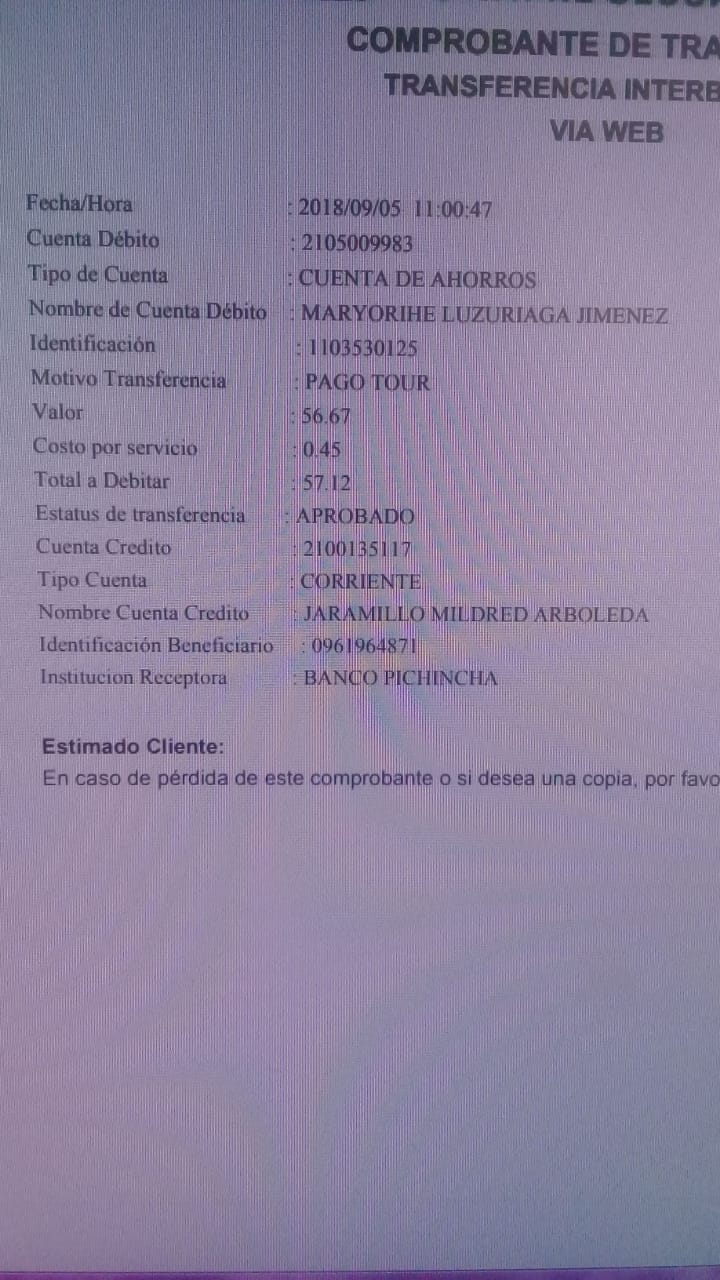 COMPROBANTE DE TRA
TRANSFERENCIA INTERB
VIA WEB
Fecha/Hora : 2018/09/05 11:00:47
Cuenta Débito : 2105009983
Tipo de Cuenta : CUENTA DE AHORROS
Nombre de Cuenta Débito : MARYORIHE LUZURIAGA JIMENEZ
Identificación : 1103530125
Motivo Transferencia : PAGO TOUR
Valor : 56.67
Costo por servicio : 0.45
Total a Debitar : 57.12
Estatus de transferencia : APROBADO
Cuenta Credito : 2100135117
Tipo Cuenta : CORRIENTE
Nombre Cuenta Credito : JARAMILLO MILDRED ARBOLEDA
Identificación Beneficiario : 0961964871
Institucion Receptora : BANCO PICHINCHA
Estimado Cliente:
En caso de pérdida de este comprobante o si desea una copia, por favo